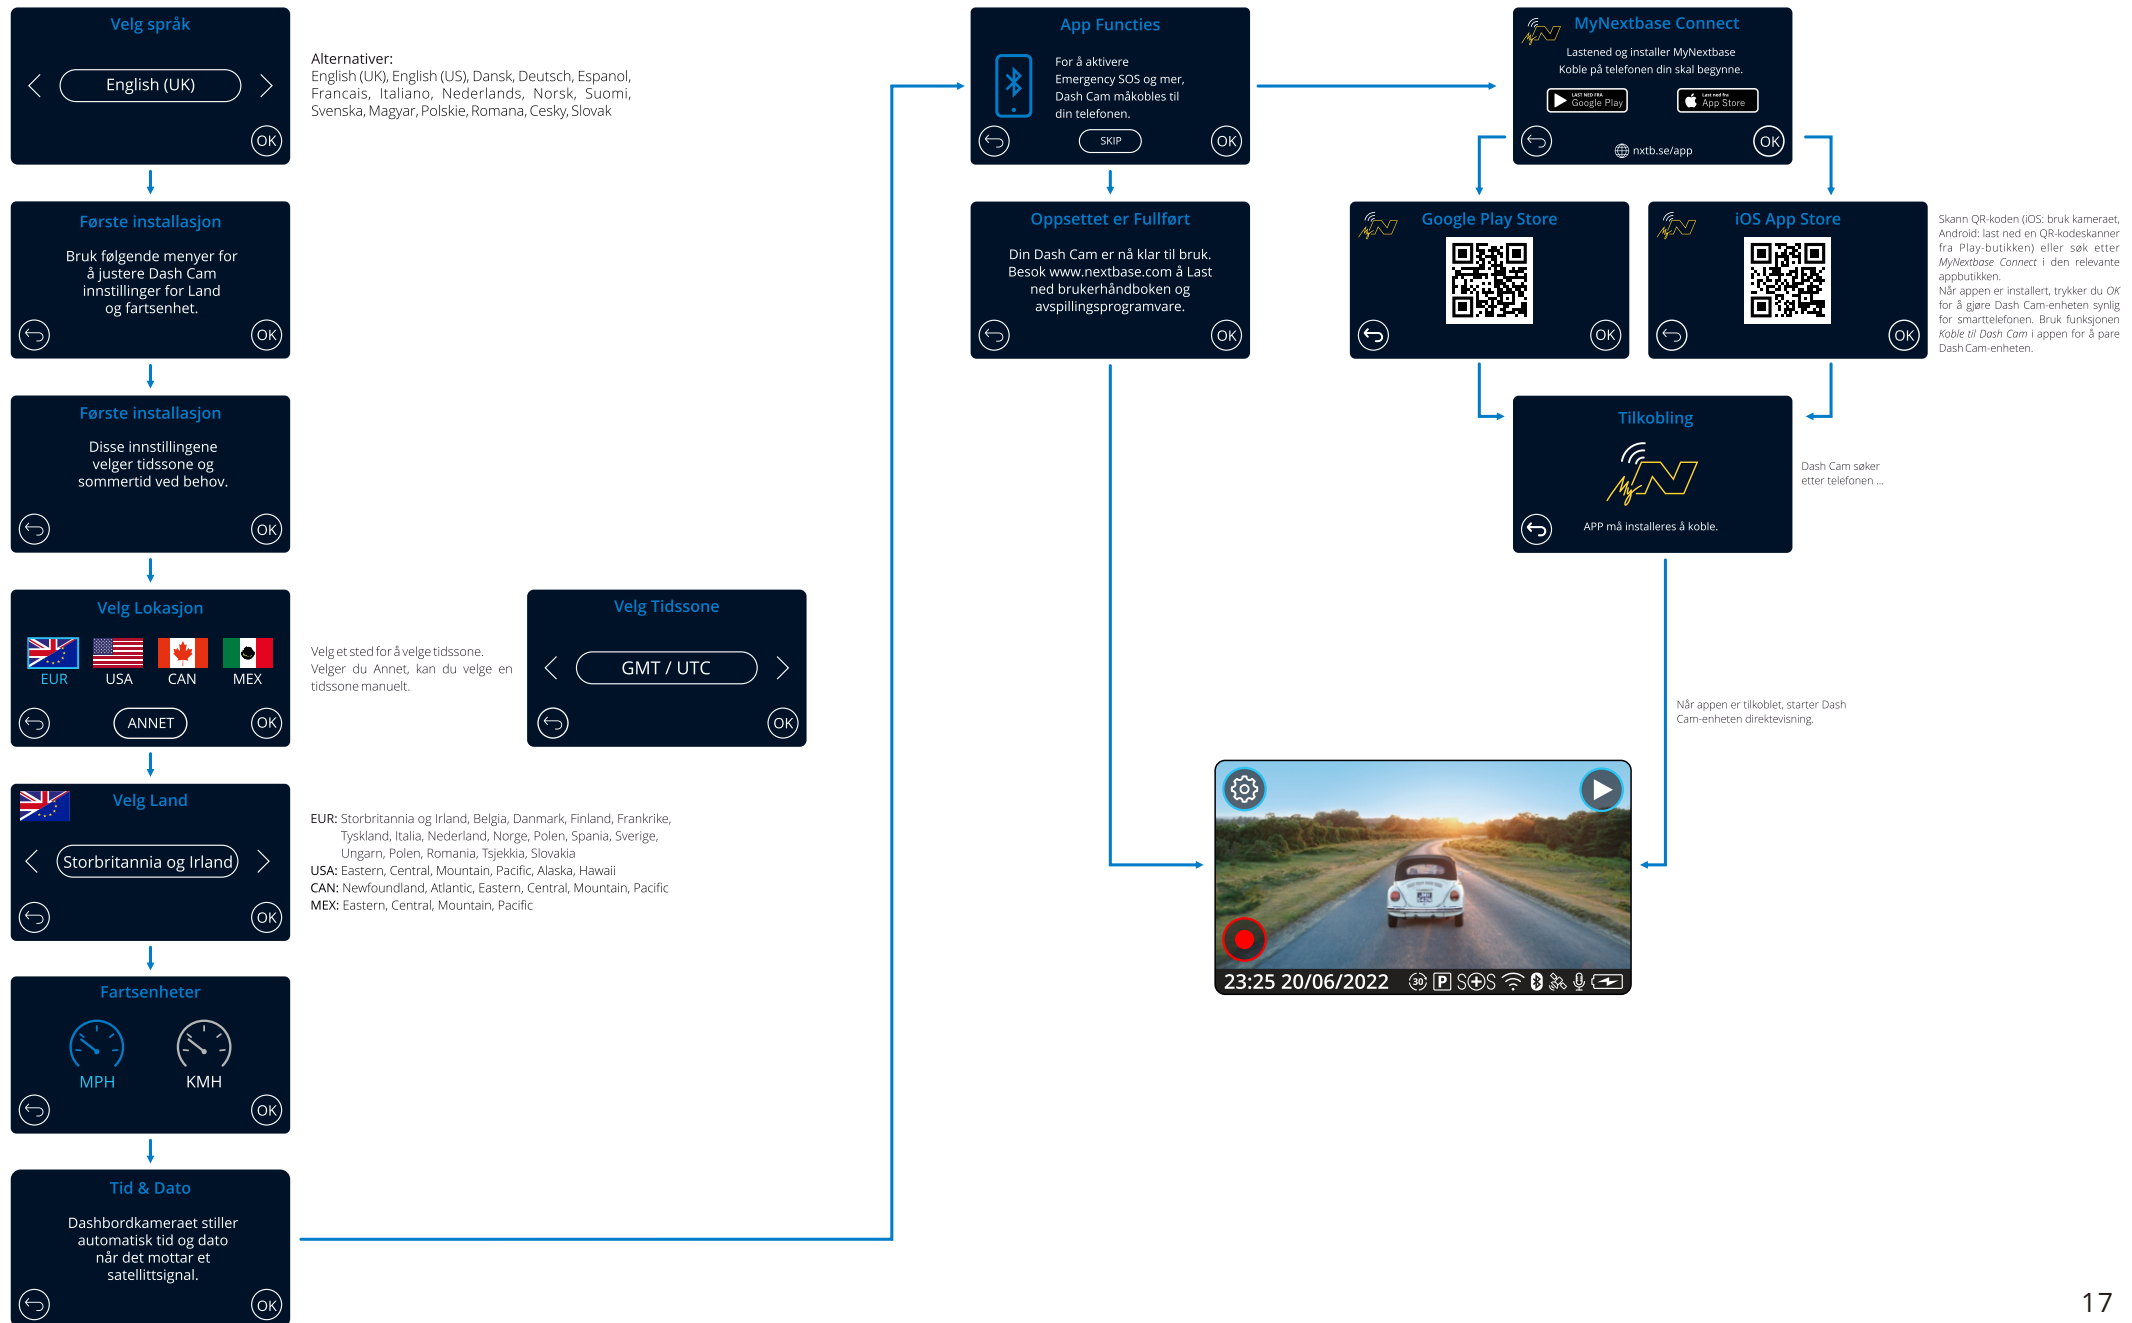 Velg språk
English (UK)
OK
Alternativer:
English (UK), English (US), Dansk, Deutsch, Espanol,
Francais, Italiano, Nederlands, Norsk, Suomi,
Svenska, Magyar, Polskie, Romana, Cesky, Slovak
Første installasjon
Bruk følgende menyer for
å justere Dash Cam
innstillinger for Land
og fartsenhet.
OK
Første installasjon
Disse innstillingene
velger tidssone og
sommertid ved behov.
OK
Velg Lokasjon
EUR USA CAN MEX
ANNET
OK
Velg et sted for å velge tidssone.
Velger du Annet, kan du velge en
tidssone manuelt.
Velg Tidssone
GMT / UTC
OK
Velg Land
Storbritannia og Irland
OK
EUR: Storbritannia og Irland, Belgia, Danmark, Finland, Frankrike,
Tyskland, Italia, Nederland, Norge, Polen, Spania, Sverige,
Ungarn, Polen, Romania, Tsjekkia, Slovakia
USA: Eastern, Central, Mountain, Pacific, Alaska, Hawaii
CAN: Newfoundland, Atlantic, Eastern, Central, Mountain, Pacific
MEX: Eastern, Central, Mountain, Pacific
Fartsenheter
MPH KMH
OK
Tid & Dato
Dashbordkameraet stiller
automatisk tid og dato
når det mottar et
satellittsignal.
OK
App Functies
For å aktivere
Emergency SOS og mer,
Dash Cam måkobles til
din telefonen.
SKIP
OK
Oppsettet er Fullført
Din Dash Cam er nå klar til bruk.
Besok www.nextbase.com å Last
ned brukerhåndboken og
avspillingsprogramvare.
OK
My N
MyNextbase Connect
Lastened og installer MyNextbase
Koble på telefonen din skal begynne.
LAST NED FRA
Google Play
Last ned fra
App Store
nxtb.se/app
OK
My N
Google Play Store
OK
My N
iOS App Store
OK
Skann QR-koden (iOS: bruk kameraet,
Android: last ned en QR-kodeskanner
fra Play-butikken) eller søk etter
MyNextbase Connect i den relevante
appbutikken.
Når appen er installert, trykker du OK
for å gjøre Dash Cam-enheten synlig
for smarttelefonen. Bruk funksjonen
Koble til Dash Cam i appen for å pare
Dash Cam-enheten.
Tilkobling
My N
APP må installeres å koble.
Dash Cam søker
etter telefonen ...
Når appen er tilkoblet, starter Dash
Cam-enheten direktevisning.
23:25 20/06/2022 30 P SOS
17